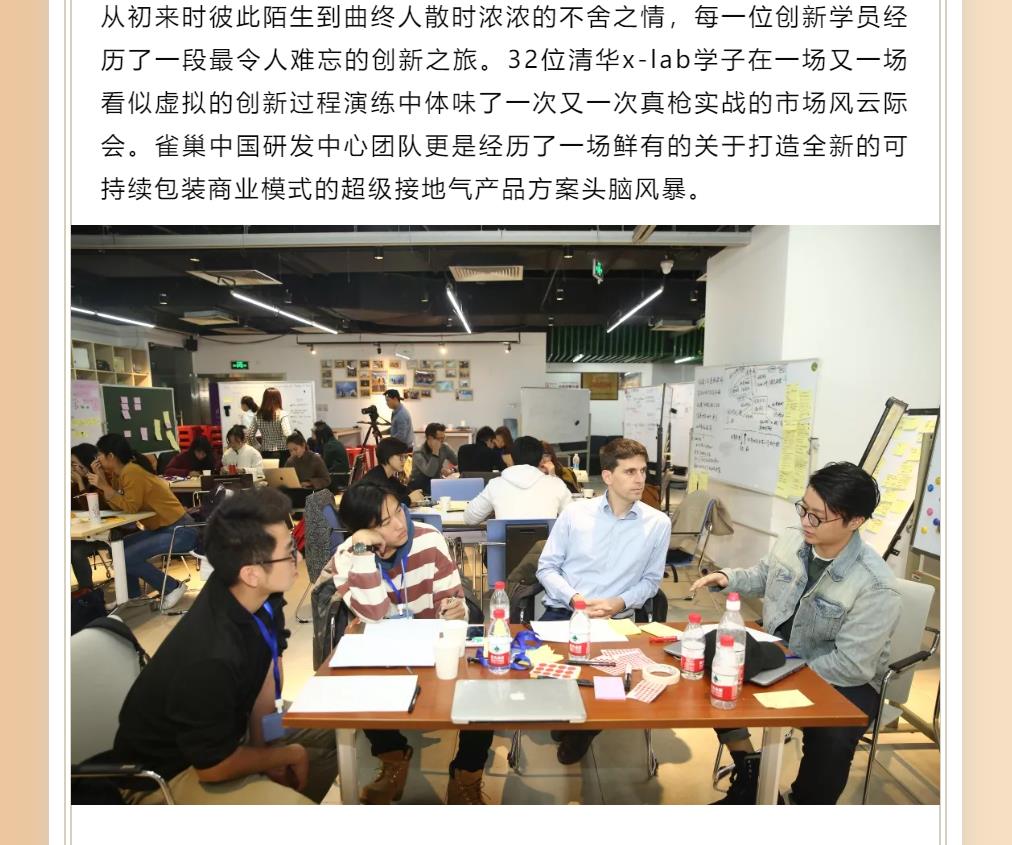 从初来时彼此陌生到曲终人散时浓浓的不舍之情，每一位创新学员经
历了一段最令人难忘的创新之旅。32位清华x-lab学子在一场又一场
看似虚拟的创新过程演练中体味了一次又一次真枪实战的市场风云际
会。雀巢中国研发中心团队更是经历了一场鲜有的关于打造全新的可
持续包装商业模式的超级接地气产品方案头脑风暴。